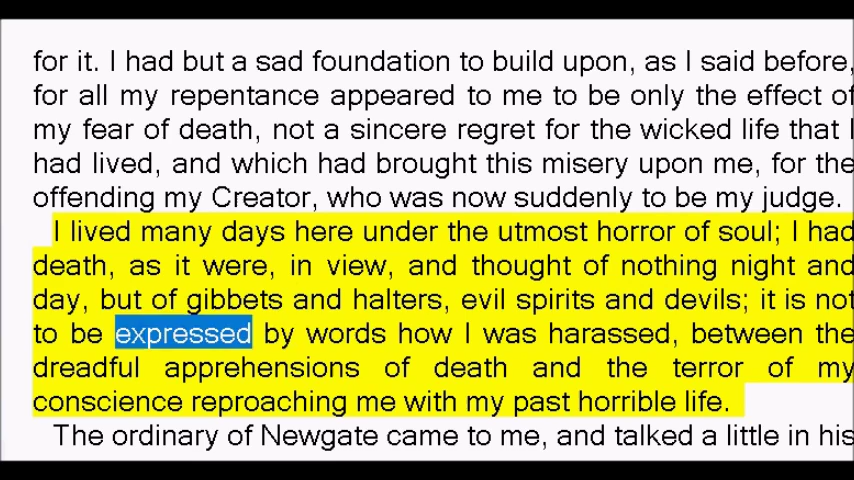 for it. I had but a sad foundation to build upon, as I said before,
for all my repentance appeared to me to be only the effect of
my fear of death, not a sincere regret for the wicked life that I
had lived, and which had brought this misery upon me, for the
offending my Creator, who was now suddenly to be my judge.
I lived many days here under the utmost horror of soul; I had
death, as it were, in view, and thought of nothing night and
day, but of gibbets and halters, evil spirits and devils; it is not
to be expressed by words how I was harassed, between the
dreadful apprehensions of death and the terror of my
conscience reproaching me with my past horrible life.
The ordinary of Newgate came to me, and talked a little in his